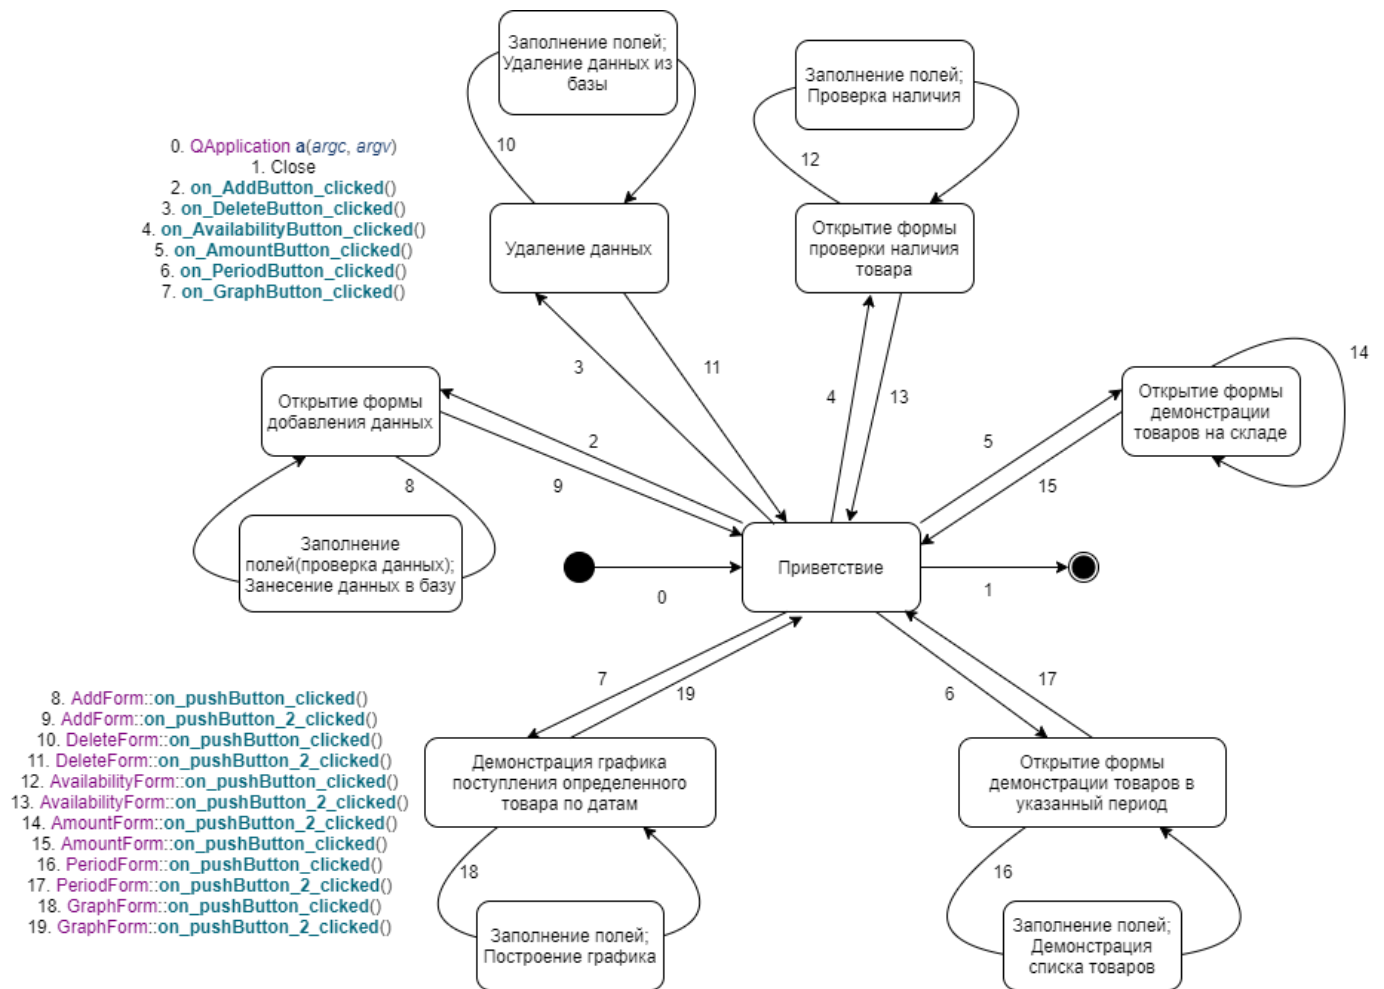 Заполнение полей;
Удаление данных из
базы
Заполнение полей;
Проверка наличия
10
12
0. QApplication a(argc, argv)
1. Close
2. on_AddButton_clicked()
3. on_DeleteButton_clicked()
4. on_AvailabilityButton_clicked()
5. on_AmountButton_clicked()
6. on_PeriodButton_clicked()
7. on_GraphButton_clicked()
Удаление данных
Открытие формы
проверки наличия
товара
3
11
4
13
14
Открытие формы
добавления данных
Открытие формы
демонстрации
товаров на складе
2
5
8
9
15
Заполнение
полей(проверка данных);
Занесение данных в базу
Приветствие
0
1
7
19
6
17
8. AddForm::on_pushButton_clicked()
9. AddForm::on_pushButton_2_clicked()
10. DeleteForm::on_pushButton_clicked()
11. DeleteForm::on_pushButton_2_clicked()
12. AvailabilityForm::on_pushButton_clicked()
13. AvailabilityForm::on_pushButton_2_clicked()
14. AmountForm::on_pushButton_2_clicked()
15. AmountForm::on_pushButton_clicked()
16. PeriodForm::on_pushButton_clicked()
17. PeriodForm::on_pushButton_2_clicked()
18. GraphForm::on_pushButton_clicked()
19. GraphForm::on_pushButton_2_clicked()
Демонстрация графика
поступления определенного
товара по датам
Открытие формы
демонстрации товаров в
указанный период
18
16
Заполнение полей;
Построение графика
Заполнение полей;
Демонстрация
списка товаров